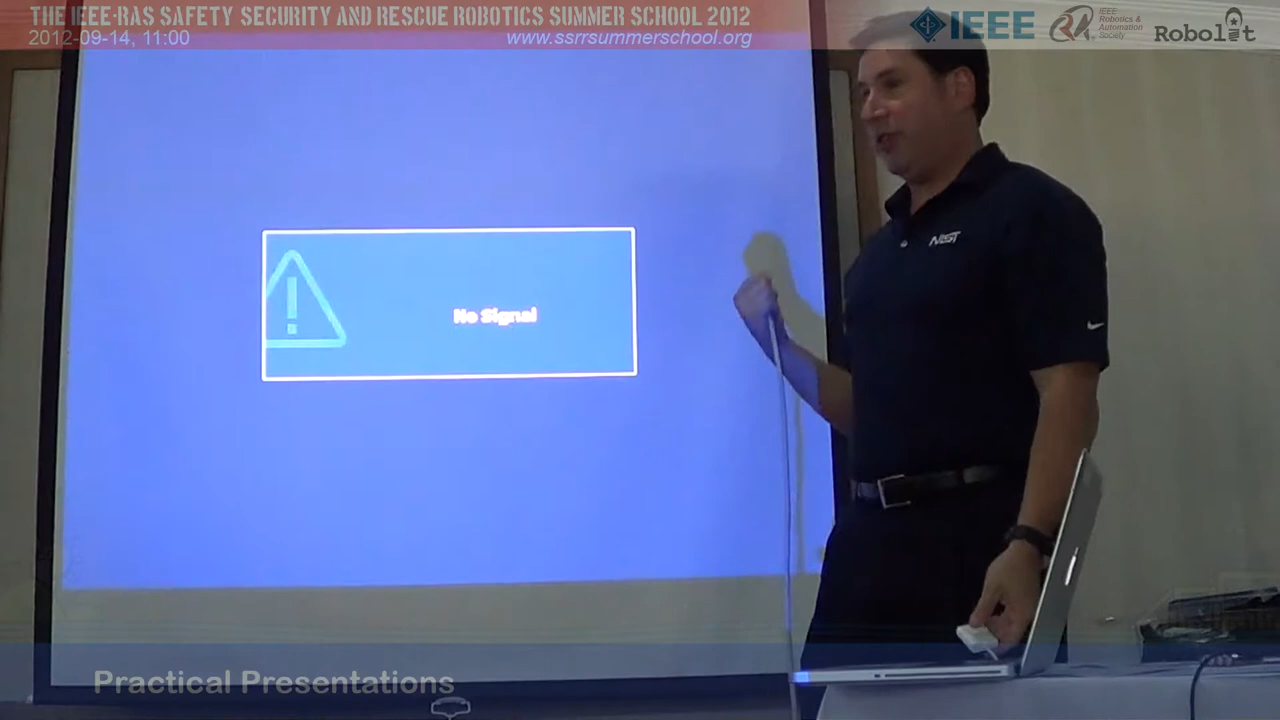 THE IEEE-RAS SAFETY SECURITY AND RESCUE ROBOTICS SUMMER SCHOOL 2012
2012-09-14, 11:00
www.ssrrsummerschool.org
IEEE
IEEE
Robotics &
Automation
Society
Robolit
NIST
No Signal
Practical Presentations